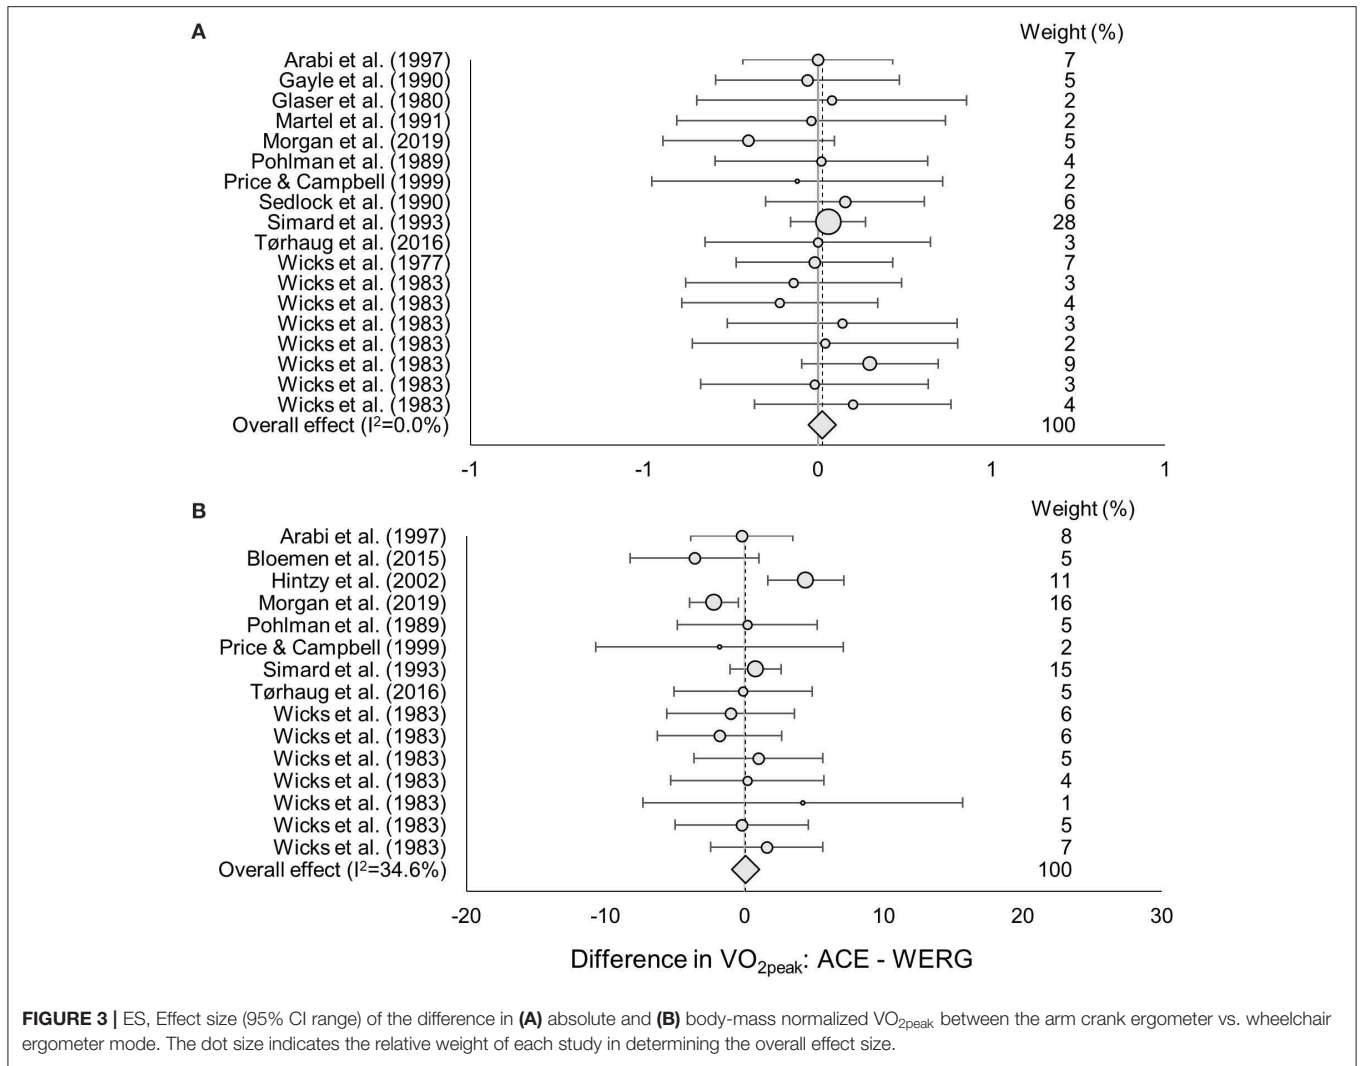 A
Weight (%)
Arabi et al. (1997) 7
Gayle et al. (1990) 5
Glaser et al. (1980) 2
Martel et al. (1991) 2
Morgan et al. (2019) 5
Pohlman et al. (1989) 4
Price & Campbell (1999) 2
Sedlock et al. (1990) 6
Simard et al. (1993) 28
Tørhaug et al. (2016) 3
Wicks et al. (1977) 7
Wicks et al. (1983) 3
Wicks et al. (1983) 4
Wicks et al. (1983) 3
Wicks et al. (1983) 2
Wicks et al. (1983) 9
Wicks et al. (1983) 3
Wicks et al. (1983) 4
Overall effect (I²=0.0%) 100
-1 -1 0 1 1
B
Weight (%)
Arabi et al. (1997) 8
Bloemen et al. (2015) 5
Hintzy et al. (2002) 11
Morgan et al. (2019) 16
Pohlman et al. (1989) 5
Price & Campbell (1999) 2
Simard et al. (1993) 15
Tørhaug et al. (2016) 5
Wicks et al. (1983) 6
Wicks et al. (1983) 6
Wicks et al. (1983) 5
Wicks et al. (1983) 4
Wicks et al. (1983) 1
Wicks et al. (1983) 5
Wicks et al. (1983) 7
Overall effect (I²=34.6%) 100
-20 -10 0 10 20 30
Difference in VO₂peak: ACE - WERG
FIGURE 3 | ES, Effect size (95% CI range) of the difference in (A) absolute and (B) body-mass normalized VO₂peak between the arm crank ergometer vs. wheelchair
ergometer mode. The dot size indicates the relative weight of each study in determining the overall effect size.